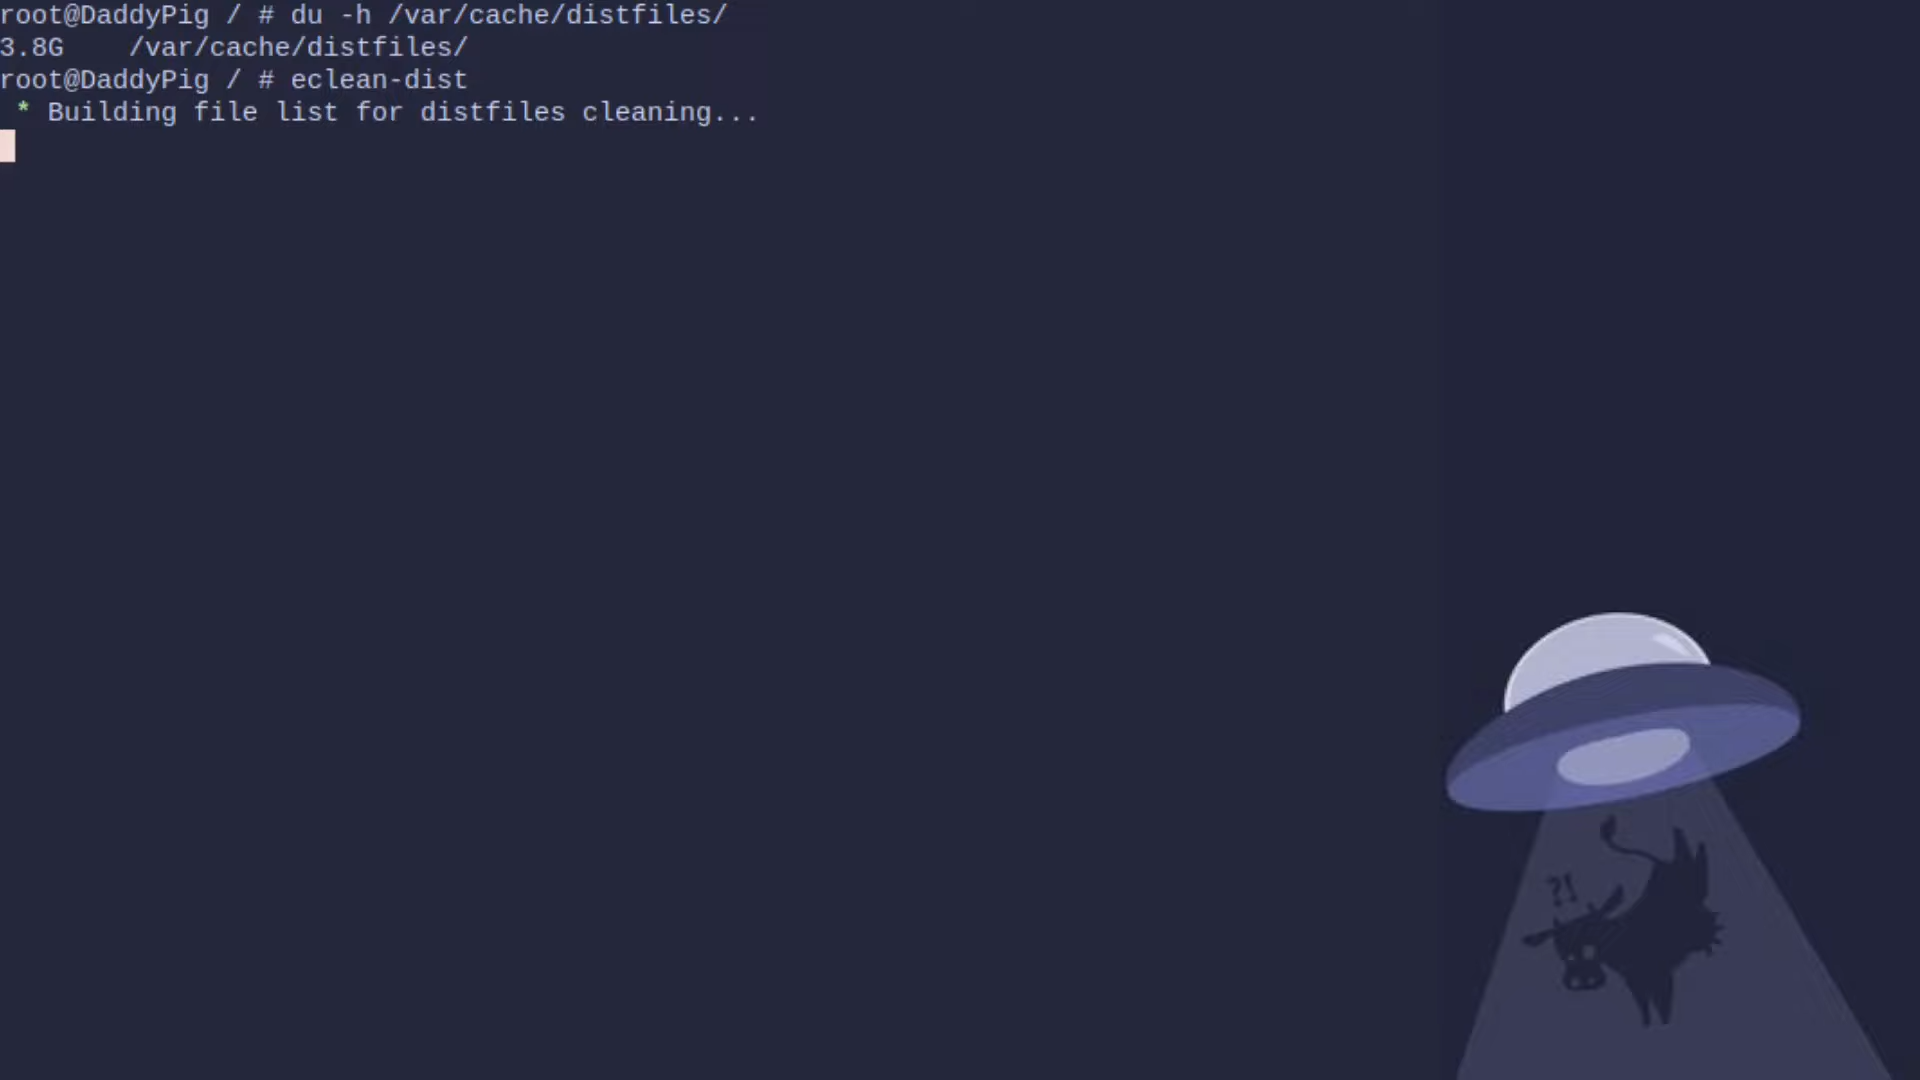 root@DaddyPig / # du -h /var/cache/distfiles/
3.8G    /var/cache/distfiles/
root@DaddyPig / # eclean-dist
 * Building file list for distfiles cleaning...
?!